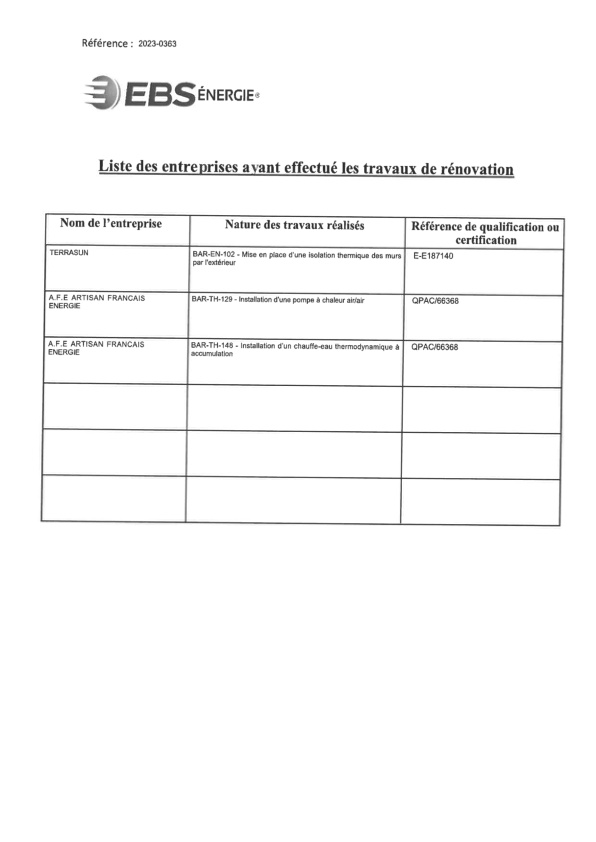 Référence : 2023-0363
EBS ÉNERGIE®
Liste des entreprises ayant effectué les travaux de rénovation
Nom de l'entreprise
Nature des travaux réalisés
Référence de qualification ou
certification
TERRASUN
BAR-EN-102 - Mise en place d'une isolation thermique des murs
par l'extérieur
E-E187140
A.F.E ARTISAN FRANCAIS
ENERGIE
BAR-TH-129 - Installation d'une pompe à chaleur air/air
QPAC/66368
A.F.E ARTISAN FRANCAIS
ENERGIE
BAR-TH-148 - Installation d'un chauffe-eau thermodynamique à
accumulation
QPAC/66368